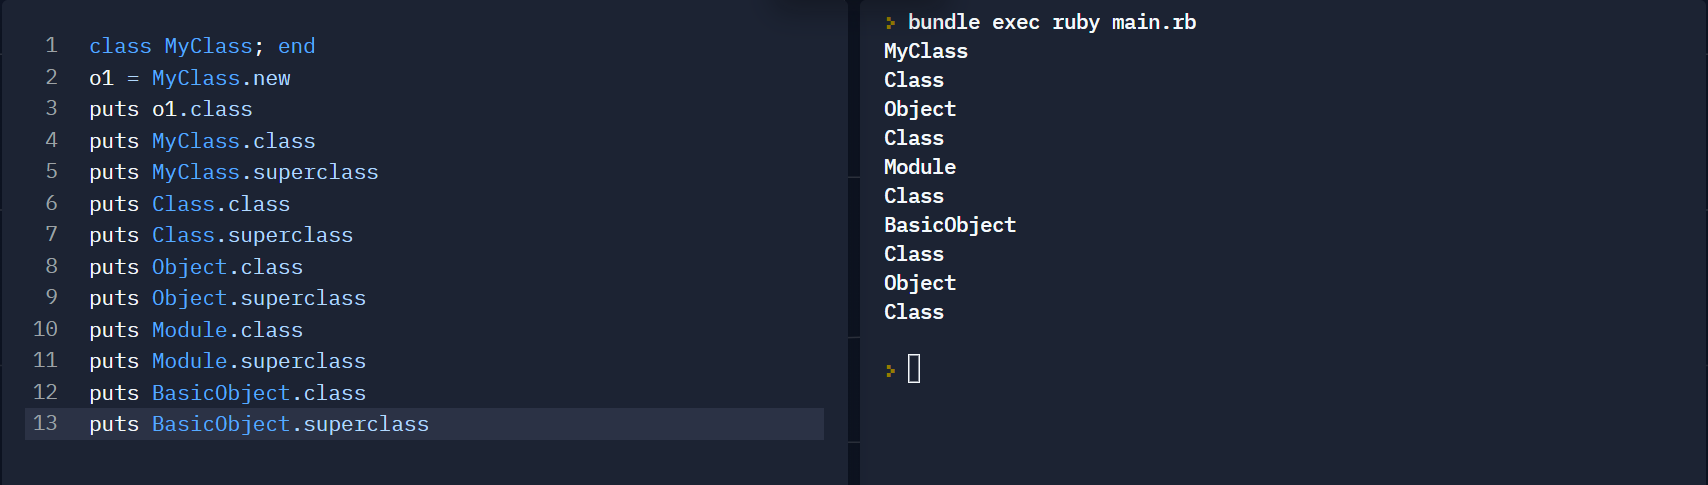 1 class MyClass; end
2 o1 = MyClass.new
3 puts o1.class
4 puts MyClass.class
5 puts MyClass.superclass
6 puts Class.class
7 puts Class.superclass
8 puts Object.class
9 puts Object.superclass
10 puts Module.class
11 puts Module.superclass
12 puts BasicObject.class
13 puts BasicObject.superclass
> bundle exec ruby main.rb
MyClass
Class
Object
Class
Module
Class
BasicObject
Class
Object
Class
>